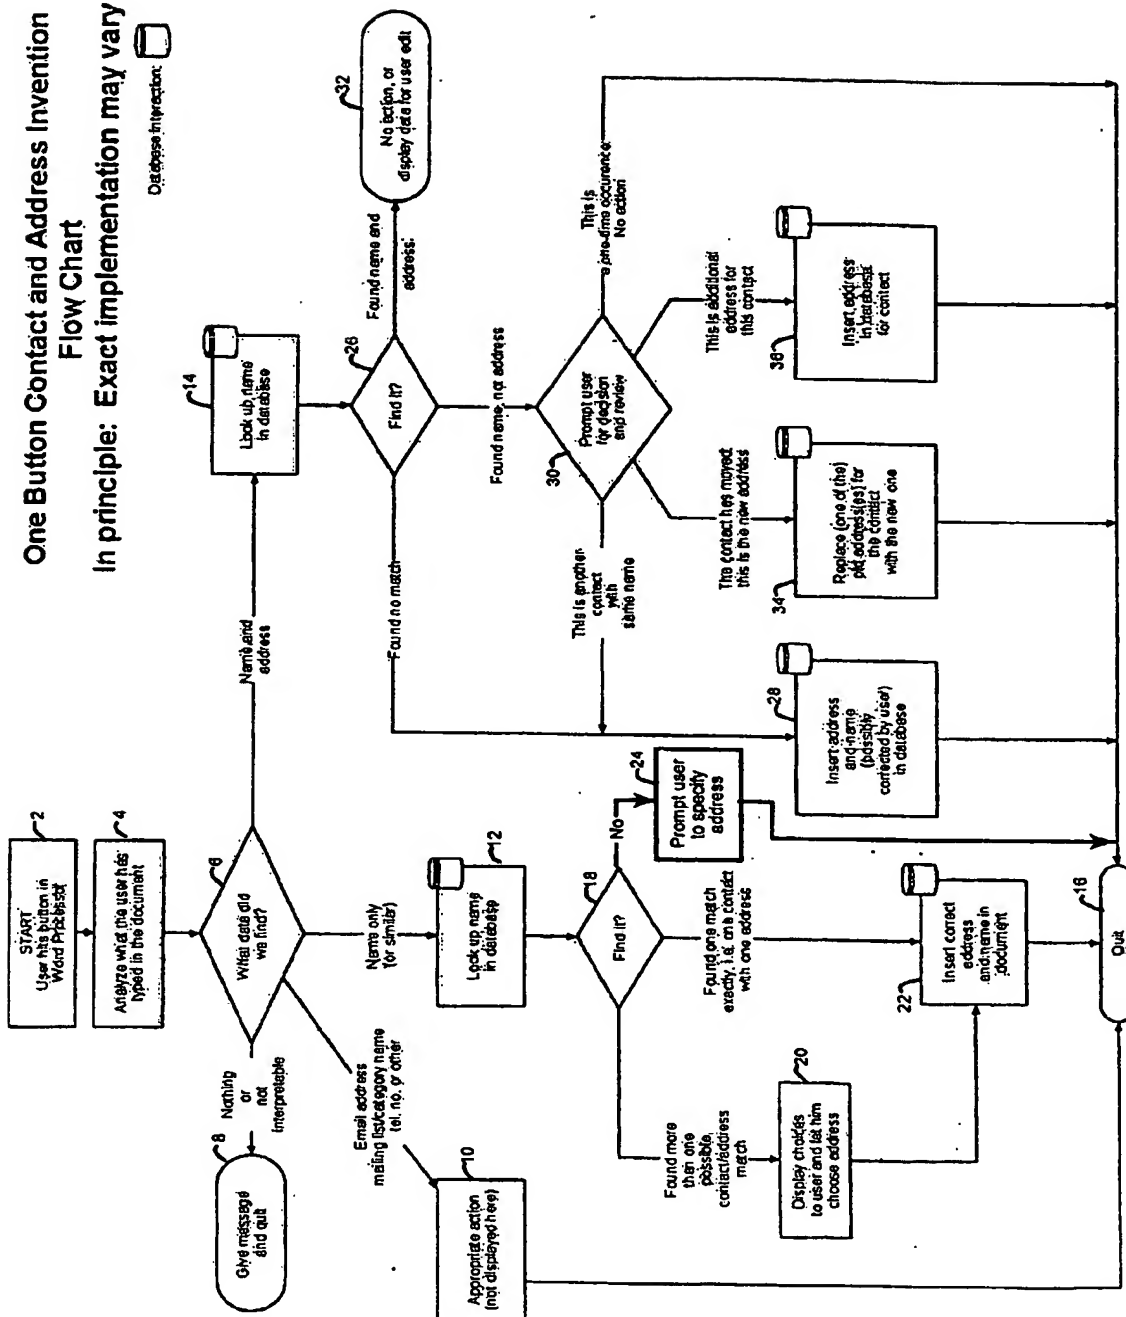 One Button Contact and Address Invention
Flow Chart
In principle: Exact implementation may vary
Database interaction:
2
START
User hits button in
Word Processor
4
Analyze what the user has
typed in the document
6
What data did
we find?
Nothing
or
not
interpretable
8
Give message
and quit
Email address
mailing list/category name
tel. no. or other
10
Appropriate action
(not displayed here)
Name only
(or similar)
12
Look up name
in database
Name and
address
14
Look up name
in database
18
Find it?
No
24
Prompt user
to specify
address
Found one match
exactly, i.e. one contact
with one address
Found more
than one
possible
contact/address
match
20
Display choices
to user and let him
choose address
22
Insert correct
address
and name in
document
16
Quit
26
Find it?
Found name and
address:
32
No action, or
display data for user edit
Found no match
Found name, not address
30
Prompt user
for decision
and review
This is another
contact
with
same name
The contact has moved:
this is the new address
This is additional
address for
this contact
This is
a one-time occurence:
No action
28
Insert address
and name
(possibly
corrected by user)
in database
34
Replace (one of the)
old address(es) for
the contact
with the new one
36
Insert address
in database
for contact